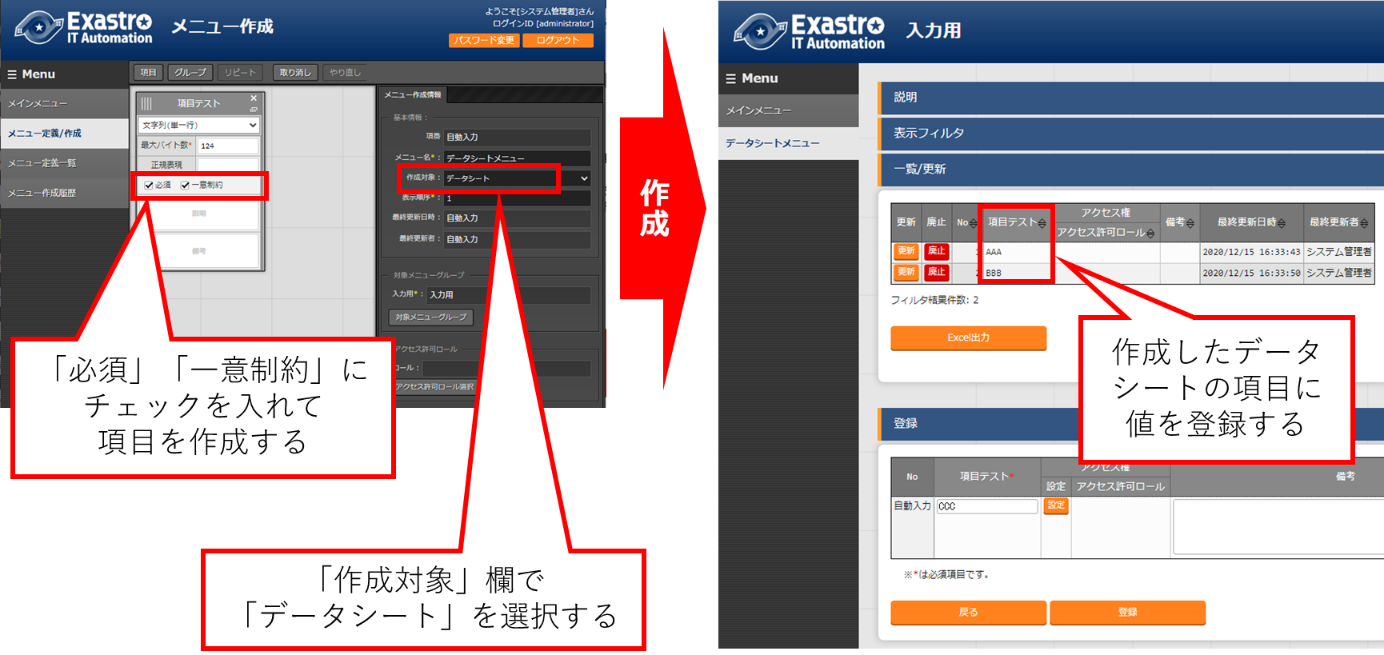 Exastro
IT Automation
メニュー作成
ようこそ[システム管理者]さん
ログインID [administrator]
パスワード変更 ログアウト
Menu
メインメニュー
メニュー定義/作成
メニュー定義一覧
メニュー作成履歴
項目 グループ リピート 取り消し やり直し
項目テスト
文字列(単一行)
最大バイト数* 124
正規表現
必須 一意制約
説明
備考
メニュー作成情報
基本情報:
項番 自動入力
メニュー名*: データシートメニュー
作成対象: データシート
表示順序*: 1
最終更新日時: 自動入力
最終更新者: 自動入力
対象メニューグループ
入力用*: 入力用
対象メニューグループ
アクセス許可ロール
ロール:
アクセス許可ロール選択
「必須」「一意制約」に
チェックを入れて
項目を作成する
「作成対象」欄で
「データシート」を選択する
作成
Exastro
IT Automation
入力用
Menu
メインメニュー
データシートメニュー
説明
表示フィルタ
一覧/更新
更新 廃止 No 項目テスト アクセス権 備考 最終更新日時 最終更新者
アクセス許可ロール
更新 廃止 1 AAA 2020/12/15 16:33:43 システム管理者
更新 廃止 2 BBB 2020/12/15 16:33:50 システム管理者
フィルタ結果件数: 2
Excel出力
作成したデータ
シートの項目に
値を登録する
登録
No 項目テスト* アクセス権 備考
設定 アクセス許可ロール
自動入力 CCC 設定
※*は必須項目です。
戻る 登録